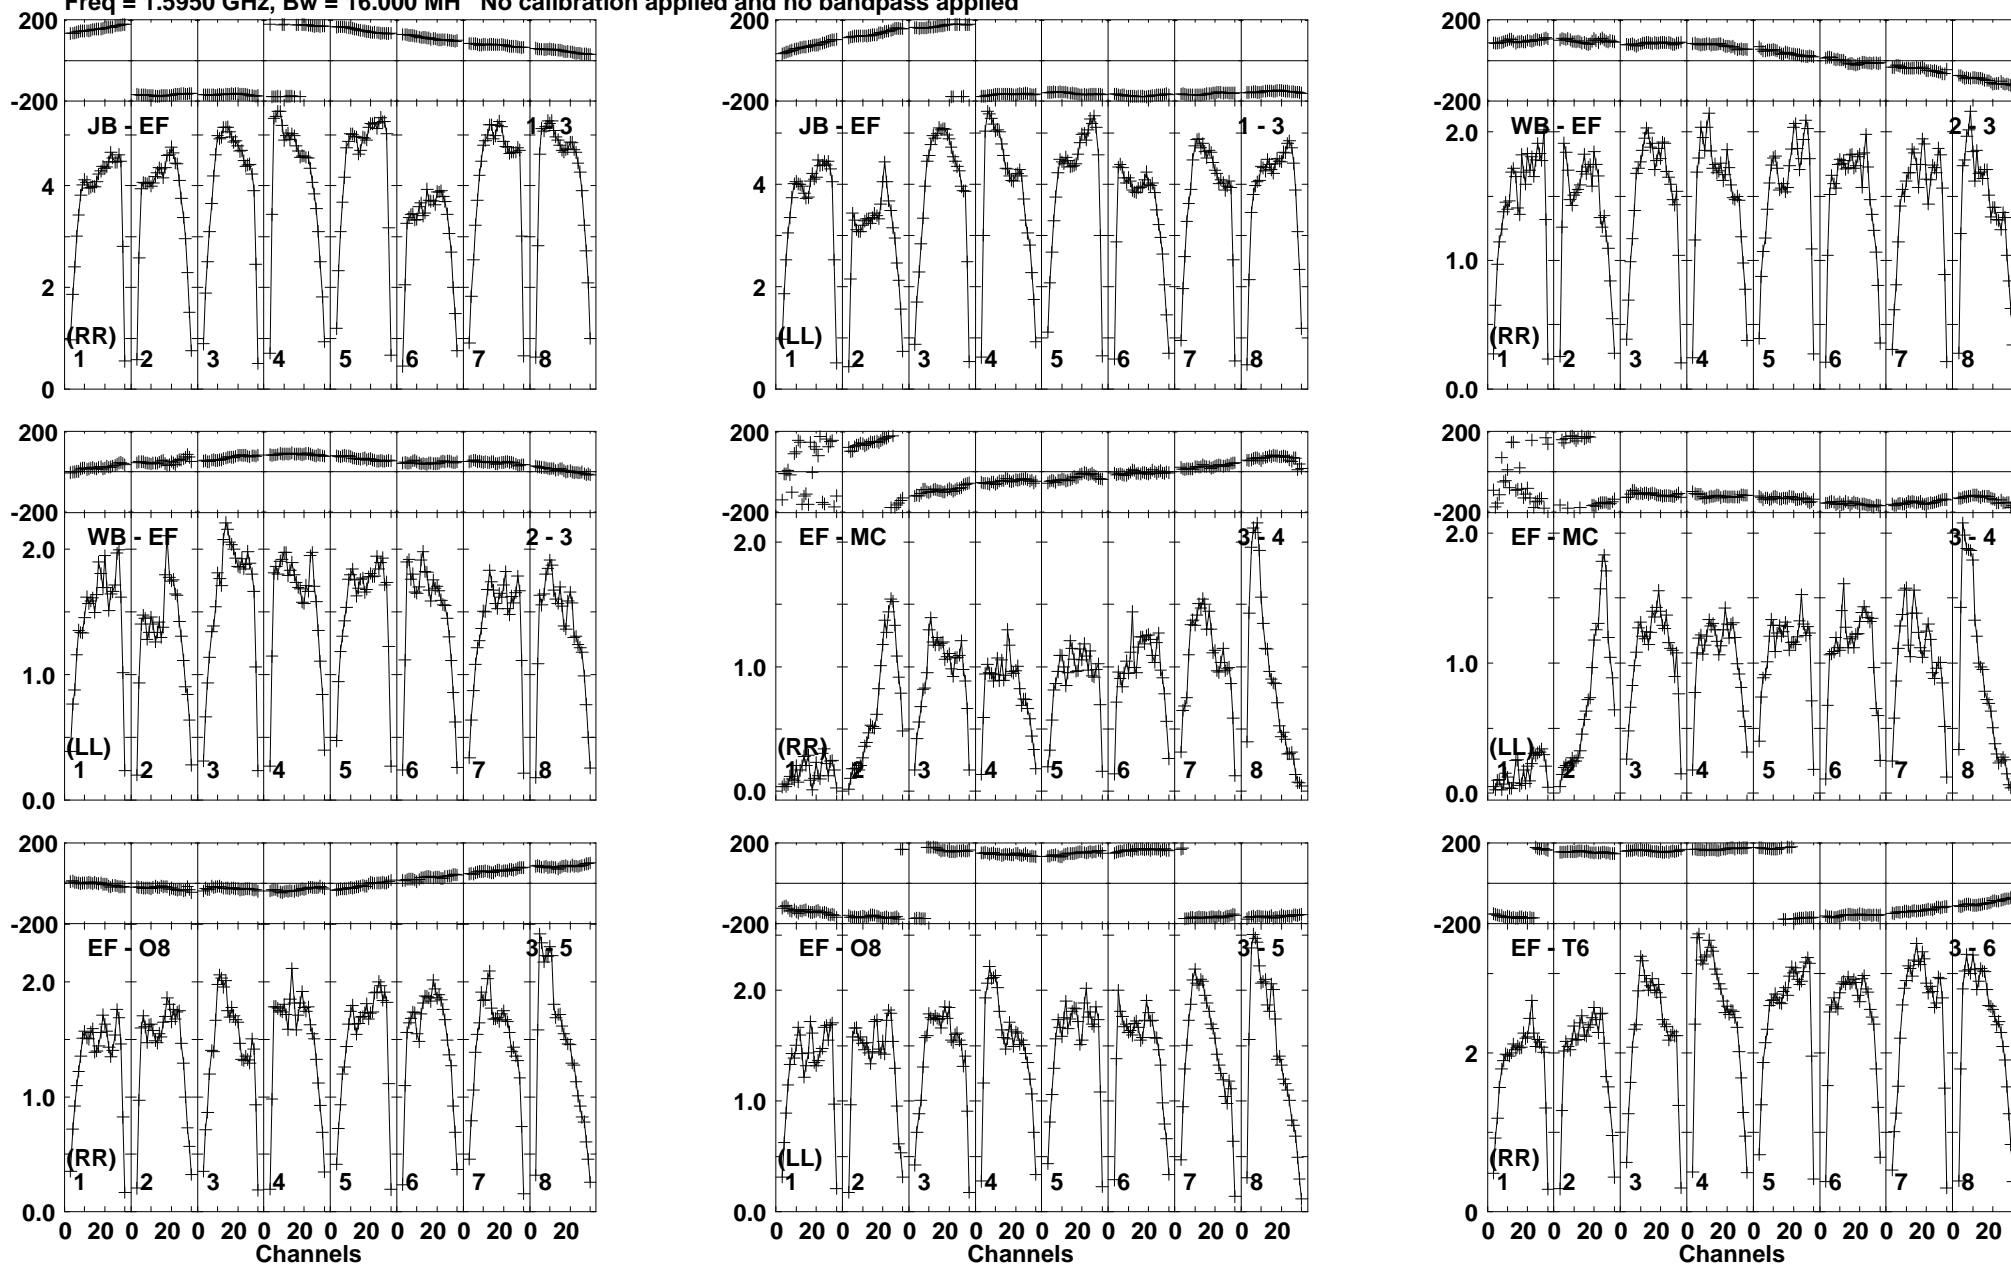 Freq = 1.5950 GHz, Bw = 16.000 MH No calibration applied and no bandpass applied
200 200 200
-200 -200 -200
JB - EF 1 - 3 JB - EF 1 - 3 WB - EF 2 - 3
4 4 2.0
2 2 1.0
(RR) (LL) (RR)
1 2 3 4 5 6 7 8 1 2 3 4 5 6 7 8 1 2 3 4 5 6 7 8
0 0 0.0
200 200 200
-200 -200 -200
WB - EF 2 - 3 EF - MC 3 - 4 EF - MC 3 - 4
2.0 2.0 2.0
1.0 1.0 1.0
(LL) (RR) (LL)
1 2 3 4 5 6 7 8 1 2 3 4 5 6 7 8 1 2 3 4 5 6 7 8
0.0 0.0 0.0
200 200 200
-200 -200 -200
EF - O8 3 - 5 EF - O8 3 - 5 EF - T6 3 - 6
2.0 2.0 2
1.0 1.0
(RR) (LL) (RR)
1 2 3 4 5 6 7 8 1 2 3 4 5 6 7 8 1 2 3 4 5 6 7 8
0.0 0.0 0
0 20 0 20 0 20 0 20 0 20 0 20 0 20 0 20 0 20 0 20 0 20 0 20 0 20 0 20 0 20 0 20 0 20 0 20 0 20 0 20 0 20 0 20 0 20 0 20
Channels Channels Channels